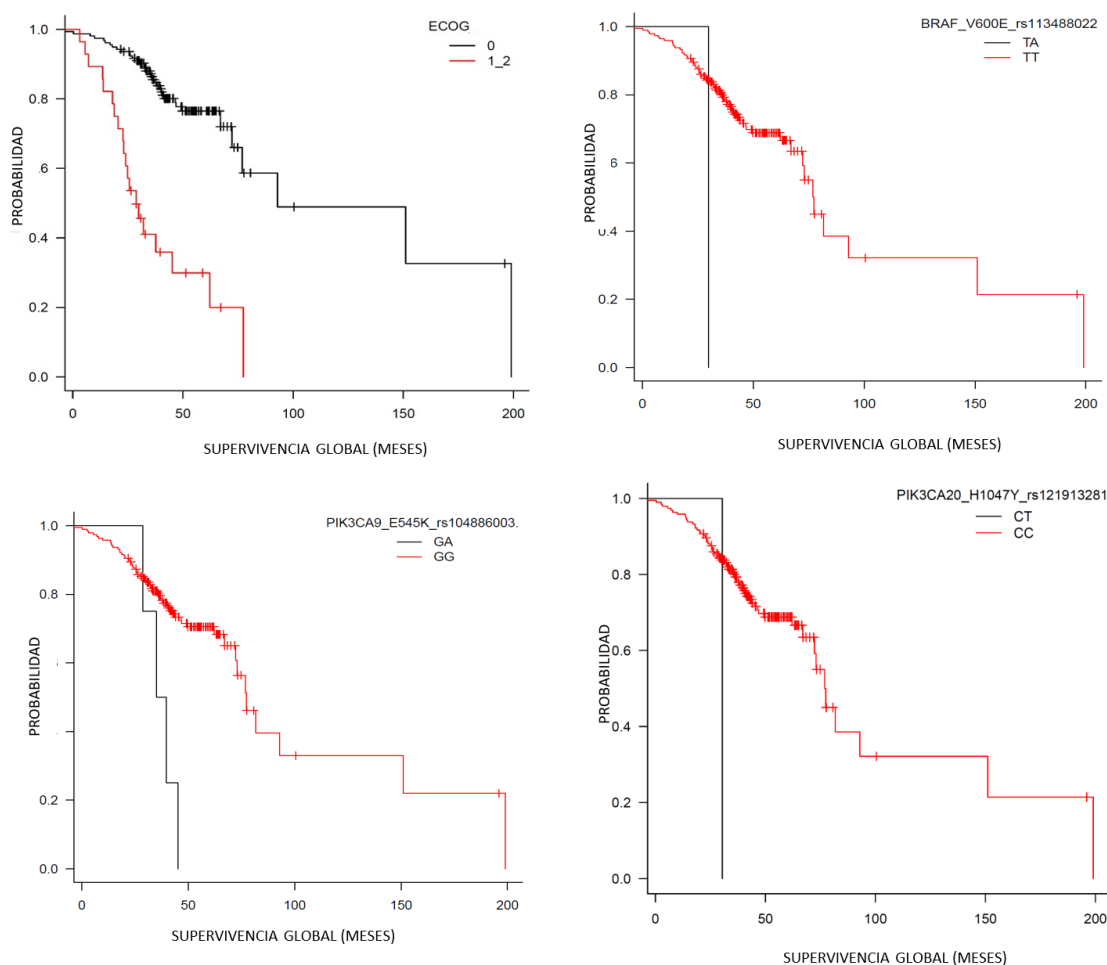 ECOG
0
1_2
PROBABILIDAD
1.0
0.8
.6
0.4
0.2
0.0
0 50 100 150 200
SUPERVIVENCIA GLOBAL (MESES)
BRAF_V600E_rs113488022
TA
TT
PROBABILIDAD
1.0
0.8
.6
0.4
0.2
0.0
0 50 100 150 200
SUPERVIVENCIA GLOBAL (MESES)
PIK3CA9_E545K_rs104886003.
GA
GG
PROBABILIDAD
1.0
0.8
.4
0.2
0.0
0 50 100 150 200
SUPERVIVENCIA GLOBAL (MESES)
PIK3CA20_H1047Y_rs121913281
CT
CC
PROBABILIDAD
1.0
0.8
0.6
0.4
0.2
0.0
0 50 100 150 200
SUPERVIVENCIA GLOBAL (MESES)